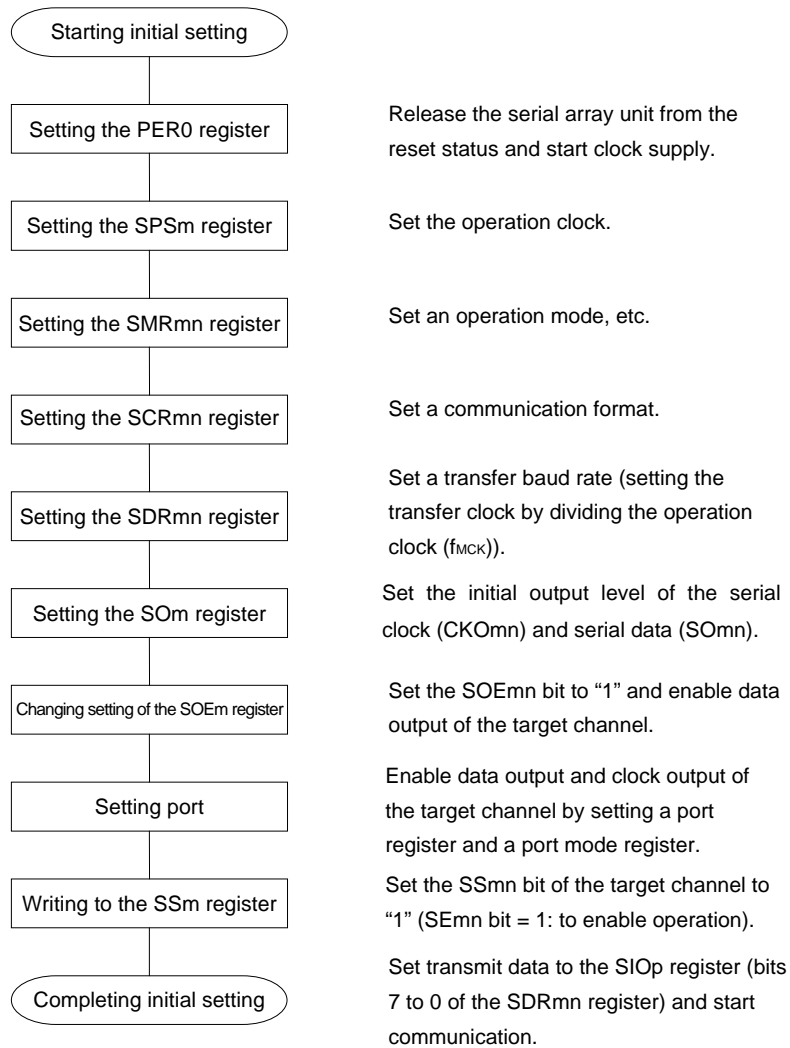 Starting initial setting
Setting the PER0 register
Release the serial array unit from the
reset status and start clock supply.
Setting the SPSm register
Set the operation clock.
Setting the SMRmn register
Set an operation mode, etc.
Setting the SCRmn register
Set a communication format.
Setting the SDRmn register
Set a transfer baud rate (setting the
transfer clock by dividing the operation
clock (fMCK)).
Setting the SOm register
Set the initial output level of the serial
clock (CKOmn) and serial data (SOmn).
Changing setting of the SOEm register
Set the SOEmn bit to “1” and enable data
output of the target channel.
Setting port
Enable data output and clock output of
the target channel by setting a port
register and a port mode register.
Writing to the SSm register
Set the SSmn bit of the target channel to
“1” (SEmn bit = 1: to enable operation).
Completing initial setting
Set transmit data to the SIOp register (bits
7 to 0 of the SDRmn register) and start
communication.